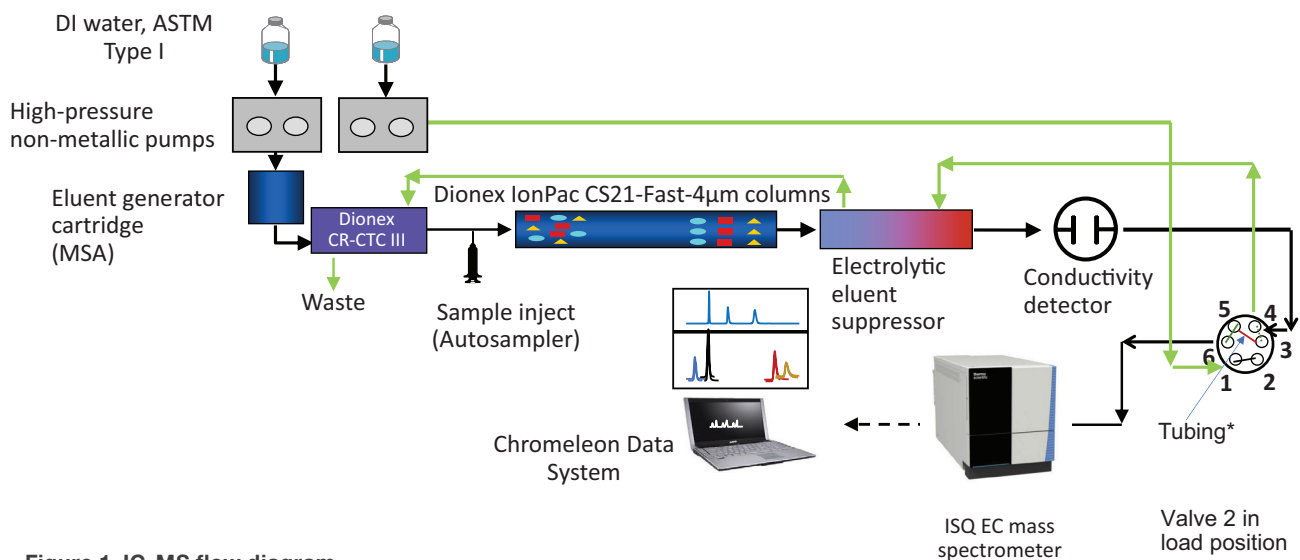 DI water, ASTM
Type I
High-pressure
non-metallic pumps
Eluent generator
cartridge
(MSA)
Dionex
CR-CTC III
Dionex IonPac CS21-Fast-4µm columns
Waste
Sample inject
(Autosampler)
Electrolytic
eluent
suppressor
Conductivity
detector
5
4
6
3
1
2
Tubing*
Chromeleon Data
System
ISQ EC mass
spectrometer
Valve 2 in
load position